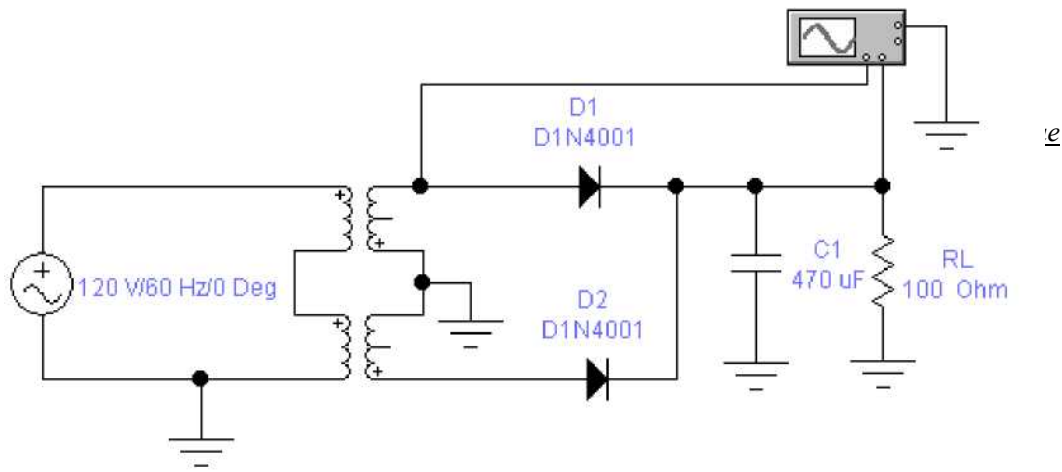 D1
D1N4001
120 V/60 Hz/0 Deg
D2
D1N4001
C1
470 uF
RL
100 Ohm